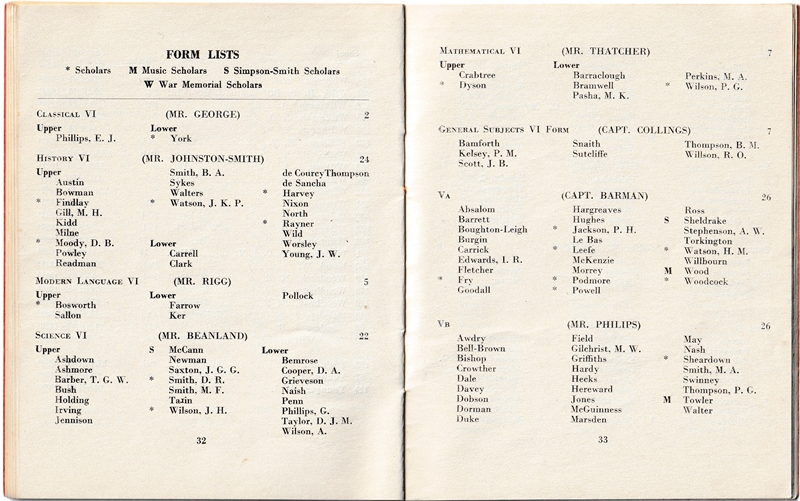 FORM LISTS
* Scholars M Music Scholars S Simpson-Smith Scholars
W War Memorial Scholars
CLASSICAL VI (MR. GEORGE) 2
Upper Lower
Phillips, E. J. * York
HISTORY VI (MR. JOHNSTON-SMITH) 24
Upper Smith, B. A. de CourcyThompson
Austin Sykes de Sancha
Bowman Walters * Harvey
* Findlay * Watson, J. K. P. Nixon
Gill, M. H. North
Kidd * Rayner
Milne Wild
* Moody, D. B. Lower Worsley
Powley Carrell Young, J. W.
Readman Clark
MODERN LANGUAGE VI (MR. RIGG) 5
Upper Lower Pollock
* Bosworth Farrow
Sallon Ker
SCIENCE VI (MR. BEANLAND) 22
Upper S McCann Lower
Ashdown Newman Bemrose
Ashmore Saxton, J. G. G. Cooper, D. A.
Barber, T. G. W. * Smith, D. R. Grieveson
Bush Smith, M. F. Naish
Holding Tazin Penn
Irving * Wilson, J. H. Phillips, G.
Jennison Taylor, D. J. M.
Wilson, A.
32
MATHEMATICAL VI (MR. THATCHER) 7
Upper Lower
Crabtree Barraclough Perkins, M. A.
* Dyson Bramwell * Wilson, P. G.
Pasha, M. K.
GENERAL SUBJECTS VI FORM (CAPT. COLLINGS) 7
Bamforth Snaith Thompson, B. M.
Kelsey, P. M. Sutcliffe Willson, R. O.
Scott, J. B.
VA (CAPT. BARMAN) 26
Absalom Hargreaves Ross
Barrett Hughes S Sheldrake
Boughton-Leigh * Jackson, P. H. Stephenson, A. W.
Burgin Le Bas Torkington
Carrick * Leefe * Watson, H. M.
Edwards, I. R. McKenzie Willbourn
Fletcher Morrey M Wood
* Fry * Podmore * Woodcock
Goodall * Powell
VB (MR. PHILIPS) 26
Awdry Field May
Bell-Brown Gilchrist, M. W. Nash
Bishop Griffiths * Sheardown
Crowther Hardy Smith, M. A.
Dale Hecks Swinney
Davey Hereward Thompson, P. G.
Dobson Jones M Towler
Dorman McGuinness Walter
Duke Marsden
33